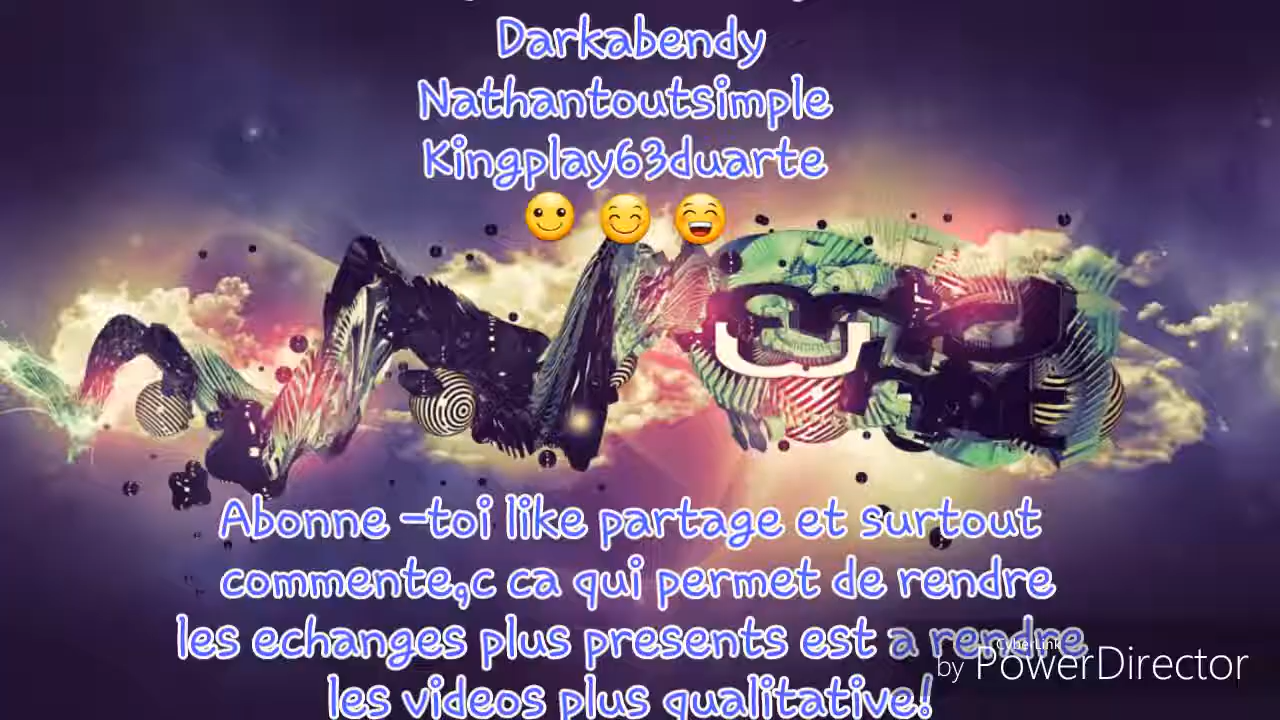 Darkabendy
Nathantoutsimple
Kingplay63duarte
🙂 😊 😄
Abonne -toi like partage et surtout
commente,c ca qui permet de rendre
les echanges plus presents est a rendre
les videos plus qualitative!
CyberLink
by PowerDirector